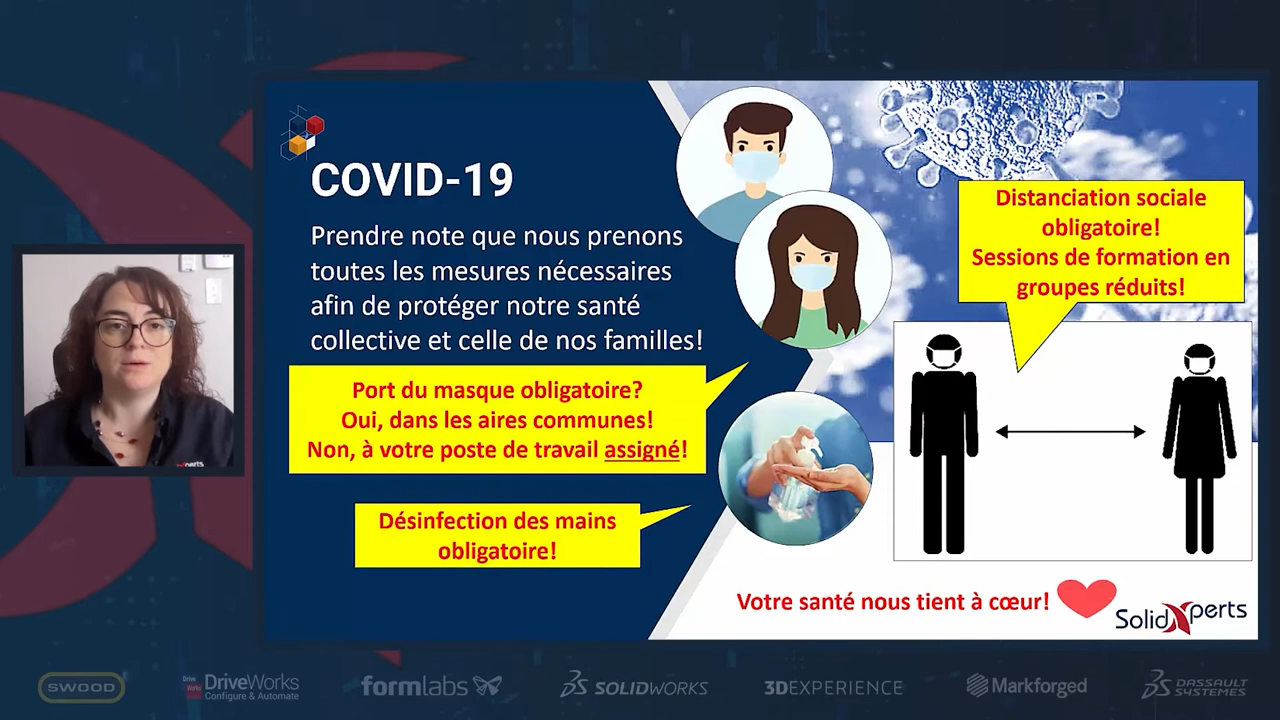 COVID-19
Prendre note que nous prenons
toutes les mesures nécessaires
afin de protéger notre santé
collective et celle de nos familles!
Port du masque obligatoire?
Oui, dans les aires communes!
Non, à votre poste de travail assigné!
Désinfection des mains
obligatoire!
Distanciation sociale
obligatoire!
Sessions de formation en
groupes réduits!
Votre santé nous tient à cœur!
SolidXperts
xperts
SWOOD
Drive
Works
DriveWorks
Configure & Automate
formlabs
SOLIDWORKS
3DEXPERIENCE
Markforged
DASSAULT
SYSTEMES